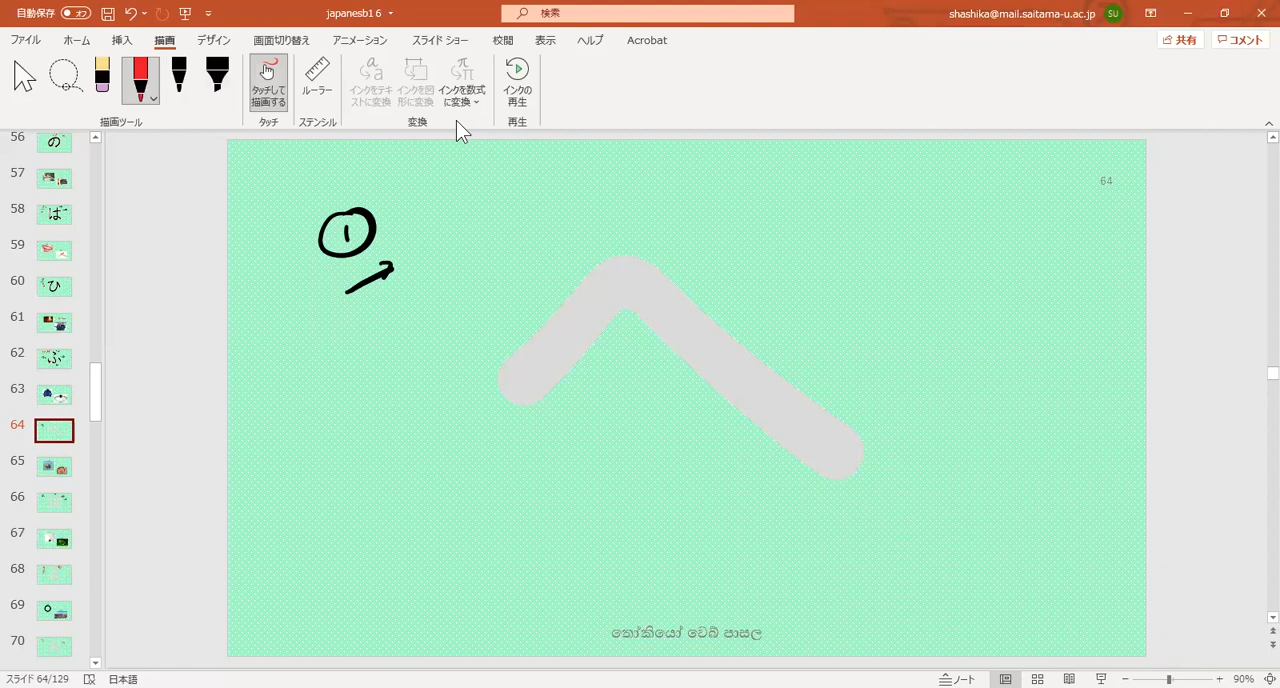 自動保存 オフ japanesb1 6 検索 shashika@mail.saitama-u.ac.jp SU
ファイル ホーム 挿入 描画 デザイン 画面切り替え アニメーション スライド ショー 校閲 表示 ヘルプ Acrobat 共有 コメント
タッチして描画する ルーラー インクをテキストに変換 インクを図形に変換 インクを数式に変換 インクの再生
描画ツール タッチ ステンシル 変換 再生
56 の
57
58 ば
59
60 ひ
61
62 ぶ
63
64
65
66
67
68
69
70
64
①
へ
තෝකියෝ වෙබ් පාසල
スライド 64/129 日本語 ノート 90%